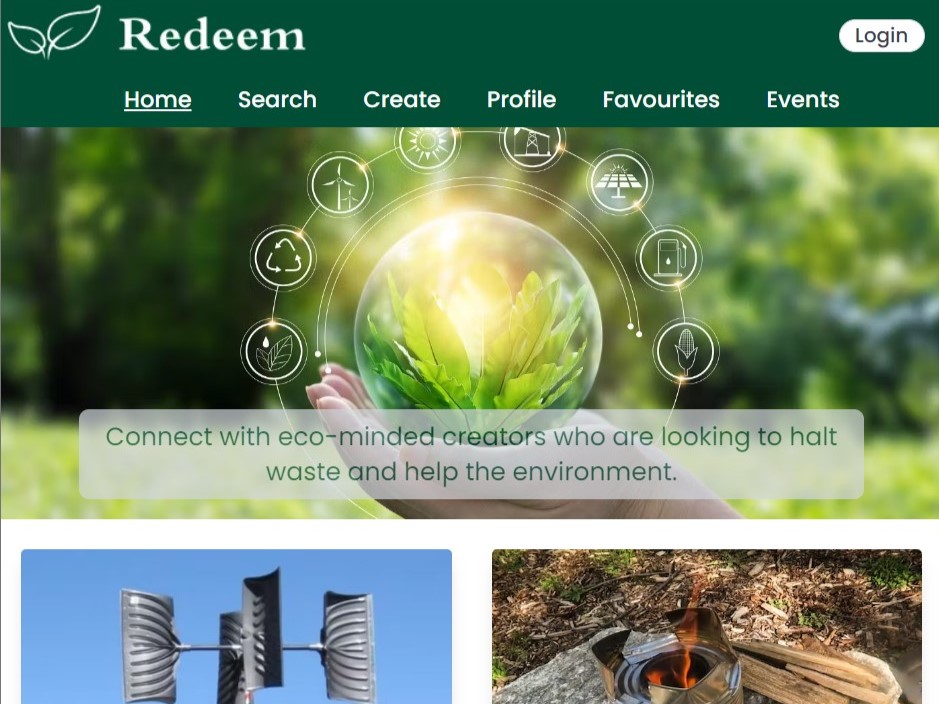 Redeem
Login
Home Search Create Profile Favourites Events
Connect with eco-minded creators who are looking to halt
waste and help the environment.